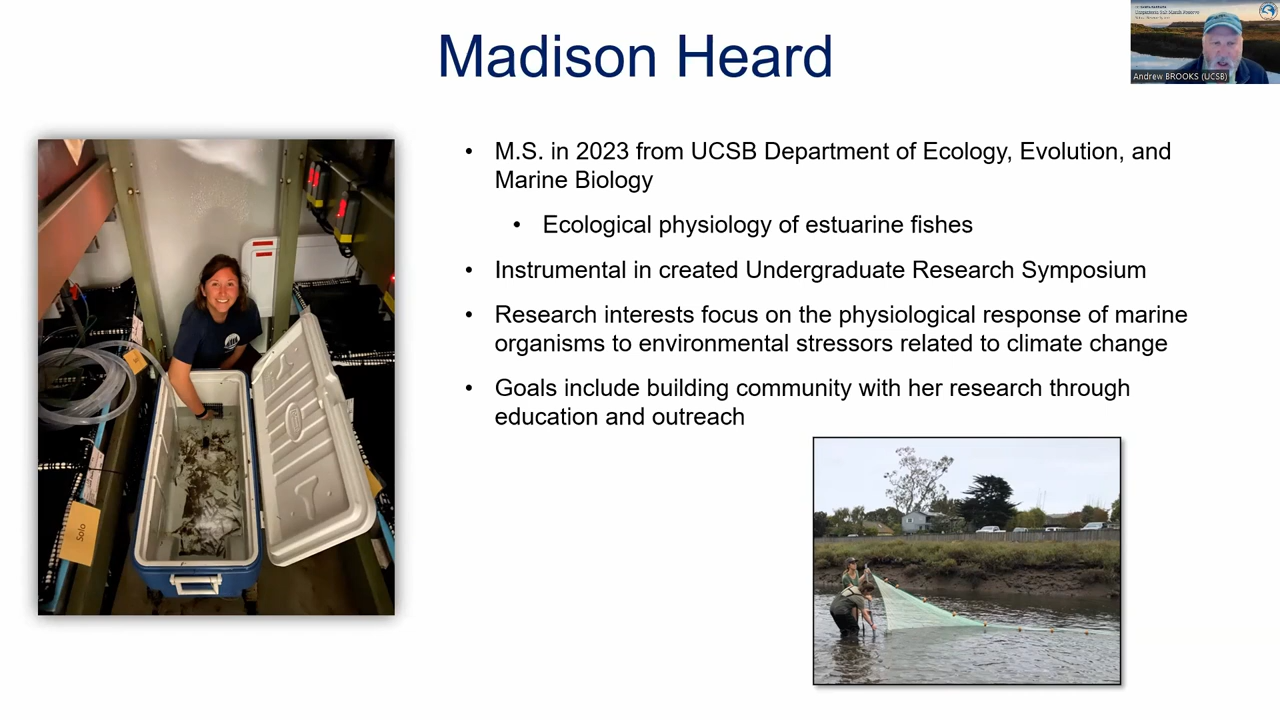 Madison Heard
Andrew BROOKS (UCSB)
• M.S. in 2023 from UCSB Department of Ecology, Evolution, and
Marine Biology
• Ecological physiology of estuarine fishes
• Instrumental in created Undergraduate Research Symposium
• Research interests focus on the physiological response of marine
organisms to environmental stressors related to climate change
• Goals include building community with her research through
education and outreach
Solo